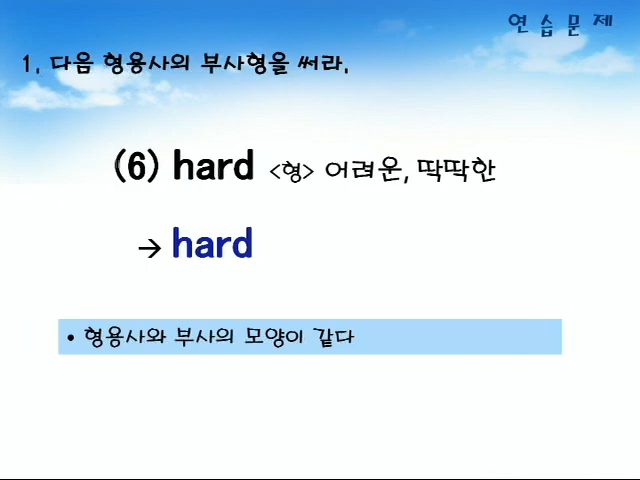 연 습 문 제
1. 다음 형용사의 부사형을 써라.
(6) hard <형> 어려운, 딱딱한
→ hard
• 형용사와 부사의 모양이 같다